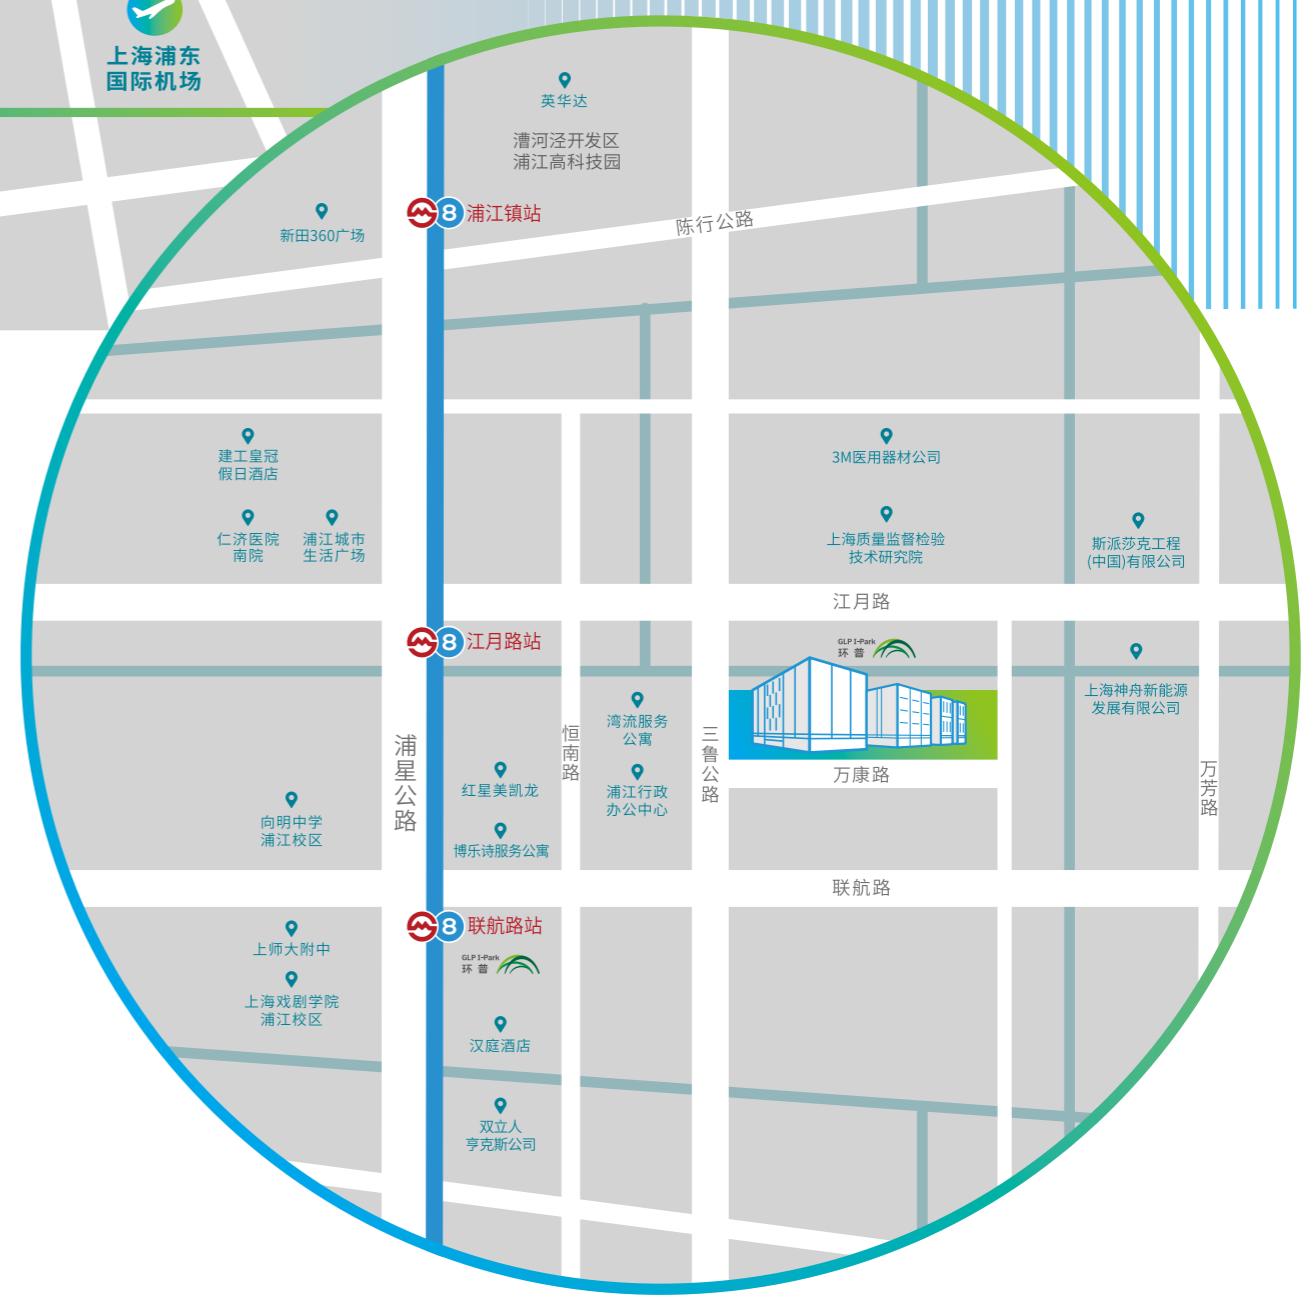 上海浦东
国际机场
英华达
漕河泾开发区
浦江高科技园
新田360广场
8
浦江镇站
陈行公路
建工皇冠
假日酒店
3M医用器材公司
仁济医院
南院
浦江城市
生活广场
上海质量监督检验
技术研究院
斯派莎克工程
(中国)有限公司
江月路
8
江月路站
GLP I-Park
环普
上海神舟新能源
发展有限公司
湾流服务
公寓
恒南路
三鲁公路
浦星公路
红星美凯龙
浦江行政
办公中心
万康路
万芳路
向明中学
浦江校区
博乐诗服务公寓
联航路
8
联航路站
上师大附中
GLP I-Park
环普
上海戏剧学院
浦江校区
汉庭酒店
双立人
亨克斯公司